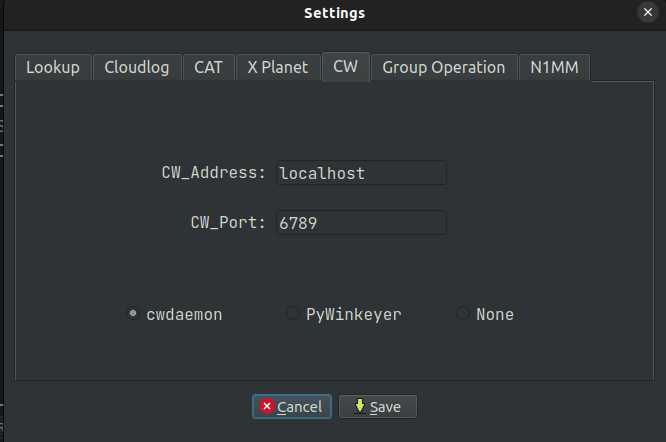 Settings
Lookup Cloudlog CAT X Planet CW Group Operation N1MM
CW_Address: localhost
CW_Port: 6789
cwdaemon PyWinkeyer None
Cancel Save